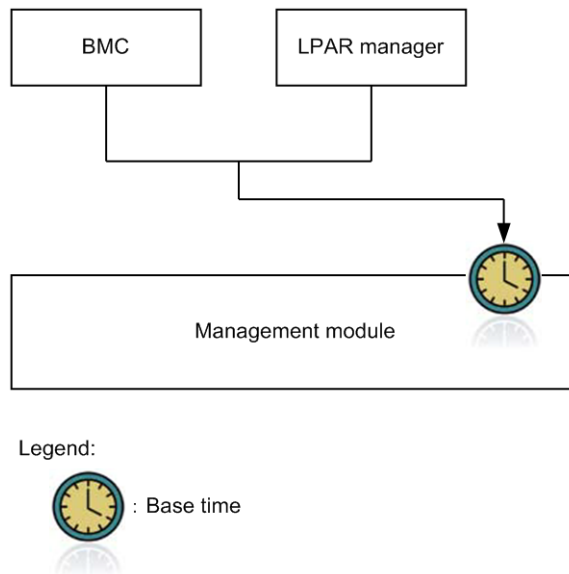 BMC
LPAR manager
Management module
Legend:
: Base time